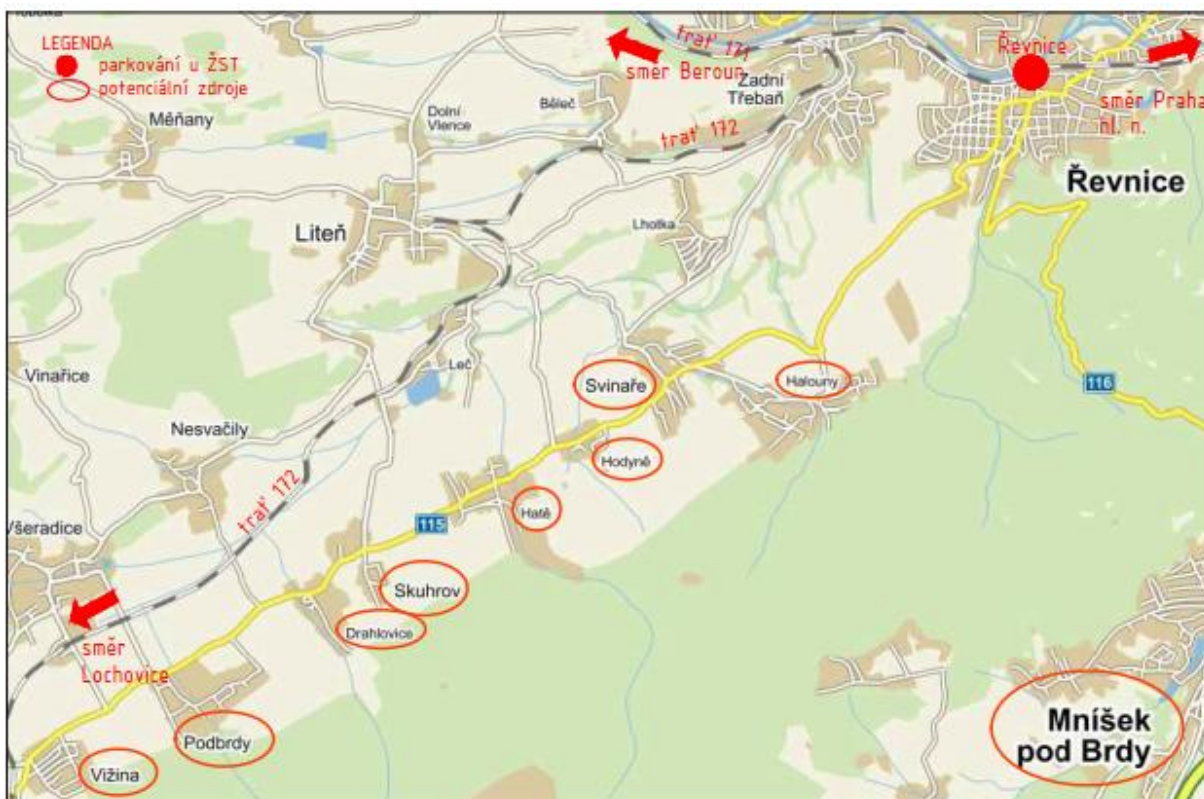 LEGENDA
parkování u ŽST
potenciální zdroje
směr Beroun
trať 171
Řevnice
směr Praha
hl. n.
Měňany
Dolní
Vlence
Běleč
Zadní
Třebaň
trať 172
Řevnice
Liteň
Lhotka
Vinařice
Leč
Svinaře
Halouny
116
Nesvačily
Hodyně
trať 172
Hatě
115
Všeradice
Skuhrov
Drahlovice
směr
Lochovice
Podbrdy
Vižina
Mníšek
pod Brdy